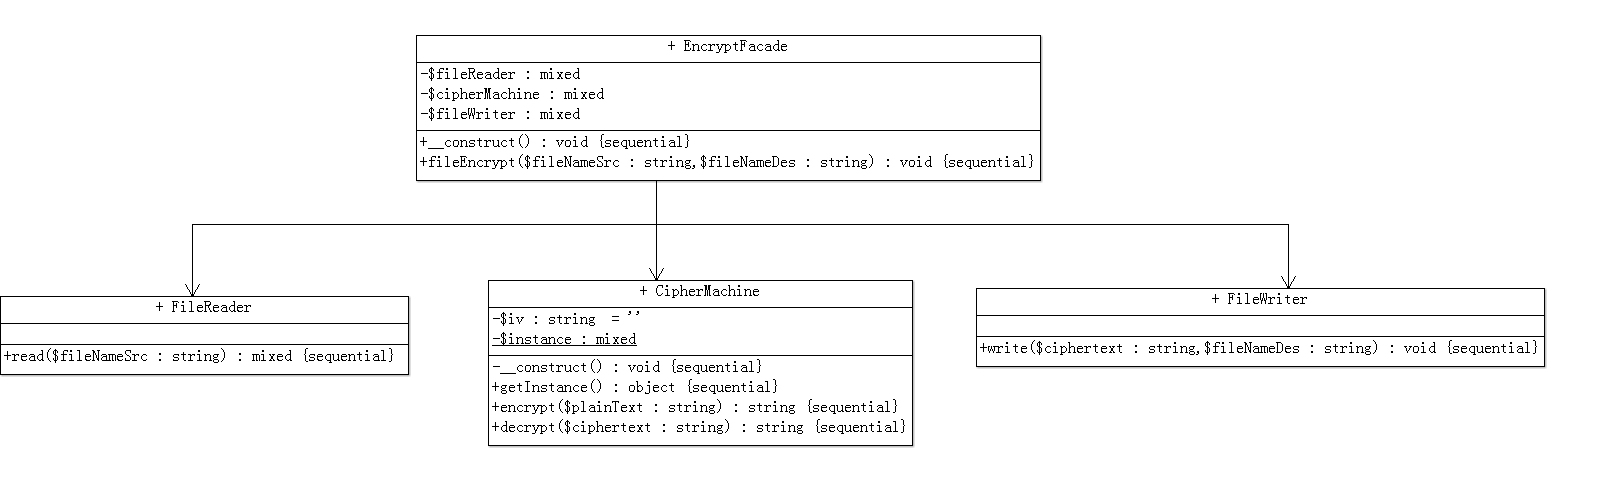 + EncryptFacade
-$fileReader : mixed
-$cipherMachine : mixed
-$fileWriter : mixed
+__construct() : void {sequential}
+fileEncrypt($fileNameSrc : string,$fileNameDes : string) : void {sequential}
+ FileReader
+read($fileNameSrc : string) : mixed {sequential}
+ CipherMachine
-$iv : string = ''
-$instance : mixed
-__construct() : void {sequential}
+getInstance() : object {sequential}
+encrypt($plainText : string) : string {sequential}
+decrypt($ciphertext : string) : string {sequential}
+ FileWriter
+write($ciphertext : string,$fileNameDes : string) : void {sequential}